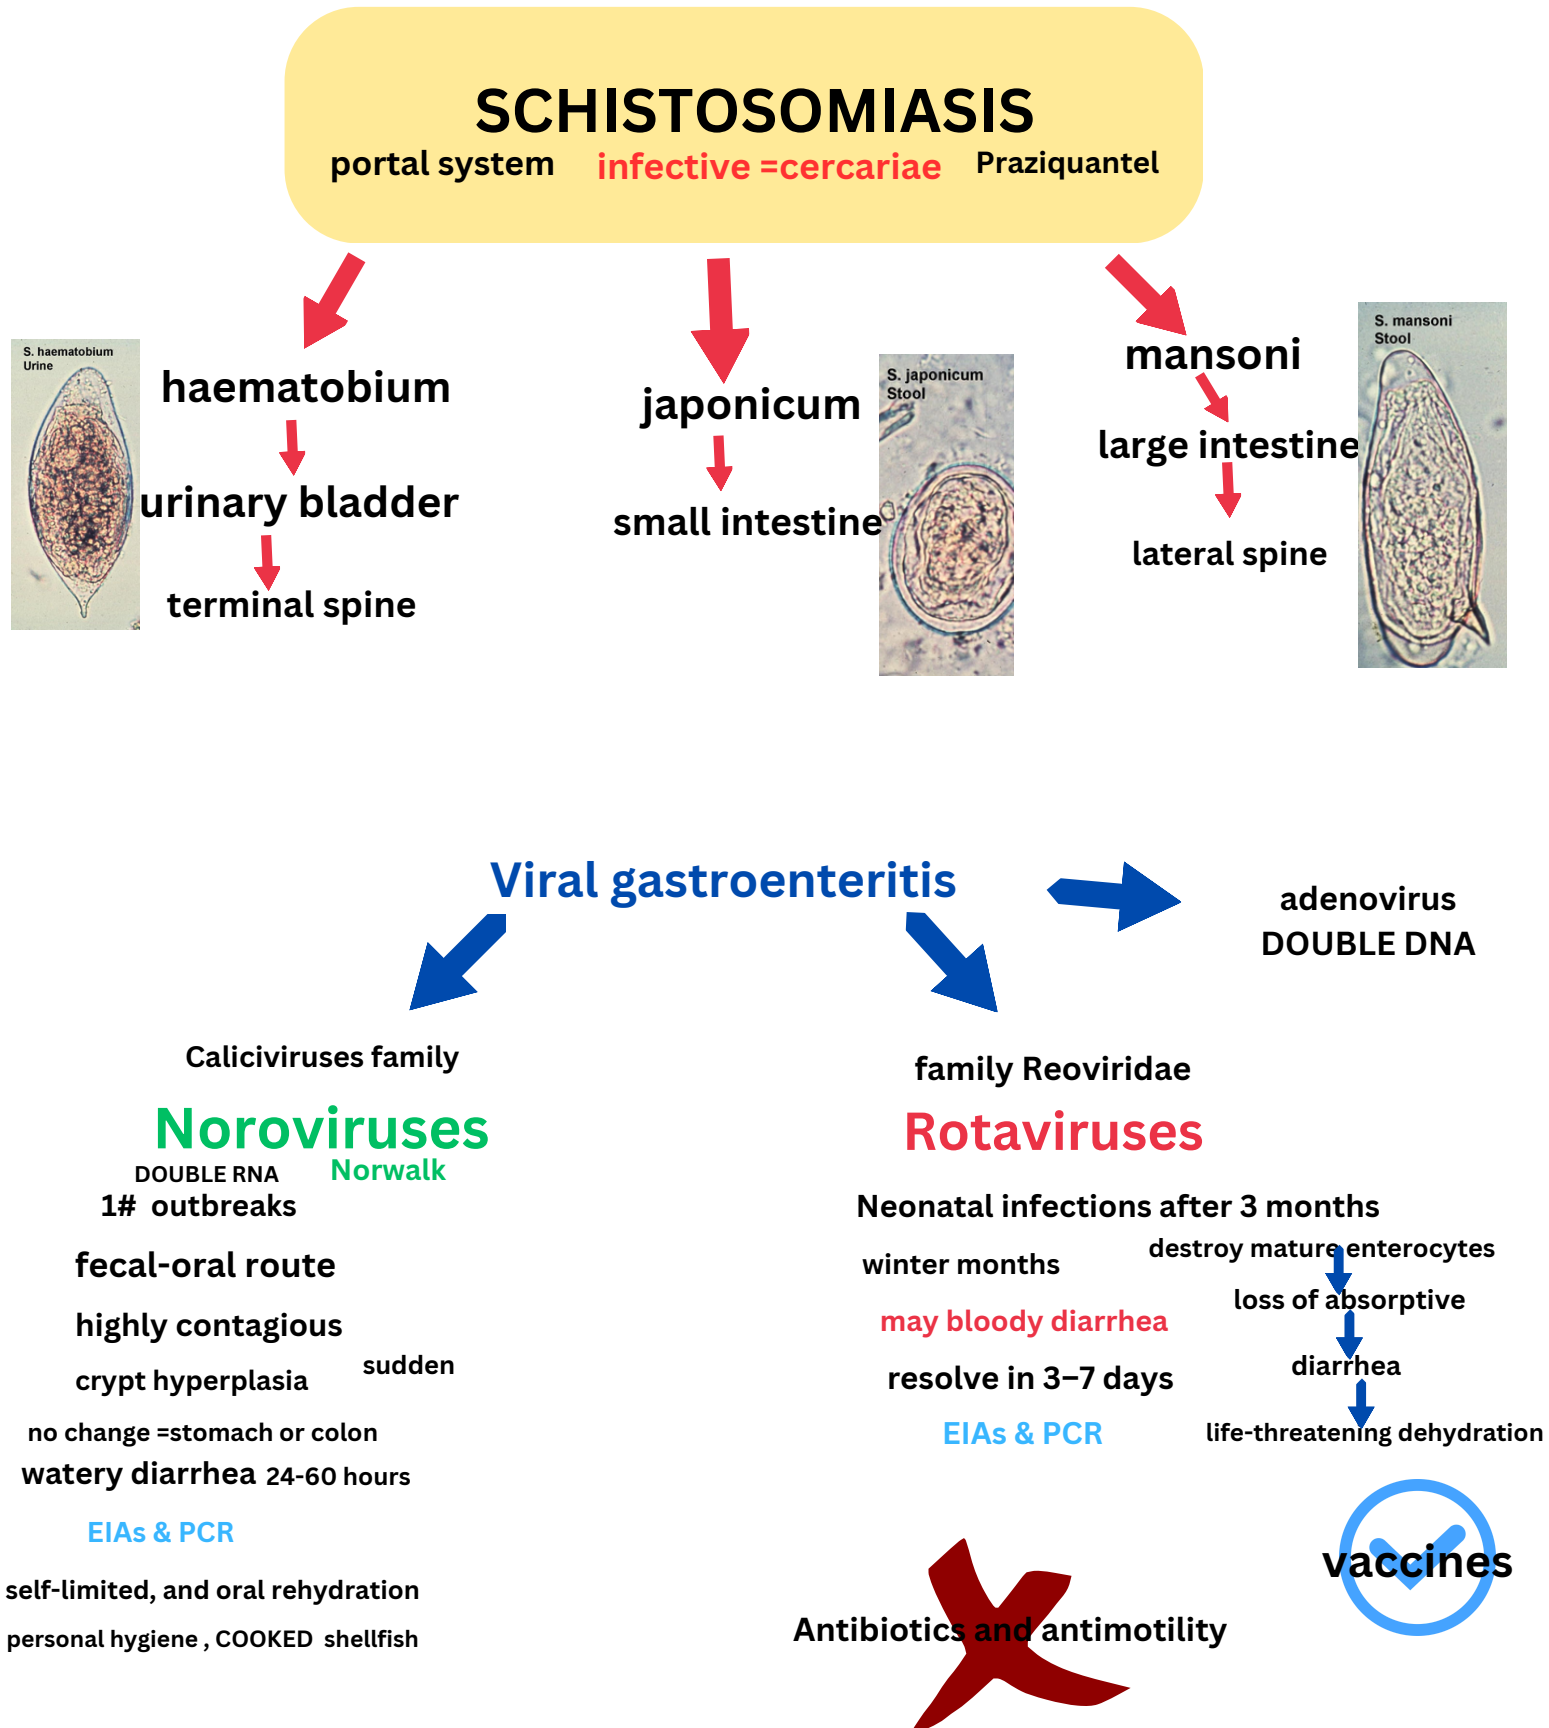 SCHISTOSOMIASIS
portal system
infective =cercariae
Praziquantel
S. haematobium
Urine
haematobium
urinary bladder
terminal spine
japonicum
small intestine
S. japonicum
Stool
mansoni
large intestine
lateral spine
S. mansoni
Stool
Viral gastroenteritis
adenovirus
DOUBLE DNA
Caliciviruses family
Noroviruses
DOUBLE RNA
Norwalk
1#  outbreaks
fecal-oral route
highly contagious
crypt hyperplasia
sudden
no change =stomach or colon
watery diarrhea
24-60 hours
EIAs & PCR
self-limited, and oral rehydration
personal hygiene , COOKED  shellfish
family Reoviridae
Rotaviruses
Neonatal infections after 3 months
winter months
may bloody diarrhea
resolve in 3–7 days
EIAs & PCR
destroy mature enterocytes
loss of absorptive
diarrhea
life-threatening dehydration
vaccines
Antibiotics and antimotility